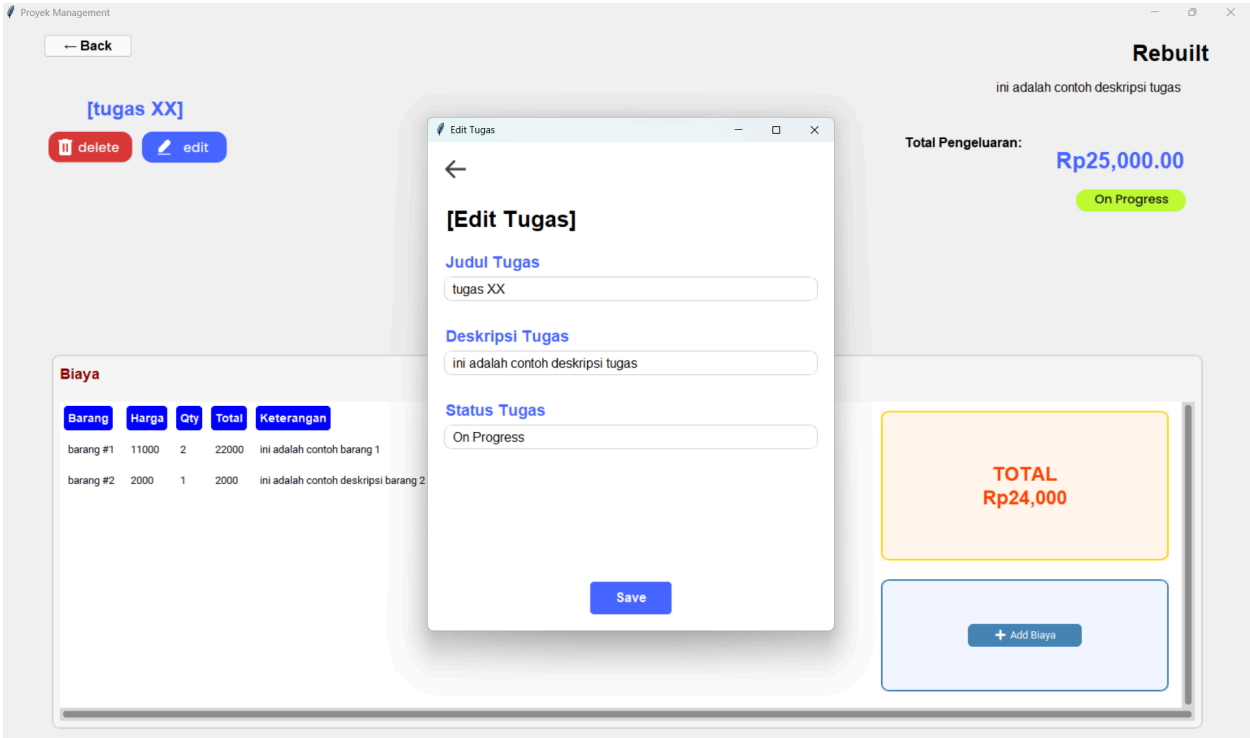 Proyek Management
← Back
Rebuilt
ini adalah contoh deskripsi tugas
[tugas XX]
delete
edit
Total Pengeluaran:
Rp25,000.00
On Progress
Edit Tugas
[Edit Tugas]
Judul Tugas
tugas XX
Deskripsi Tugas
ini adalah contoh deskripsi tugas
Status Tugas
On Progress
Save
Biaya
Barang Harga Qty Total Keterangan
barang #1 11000 2 22000 ini adalah contoh barang 1
barang #2 2000 1 2000 ini adalah contoh deskripsi barang 2
TOTAL
Rp24,000
+ Add Biaya